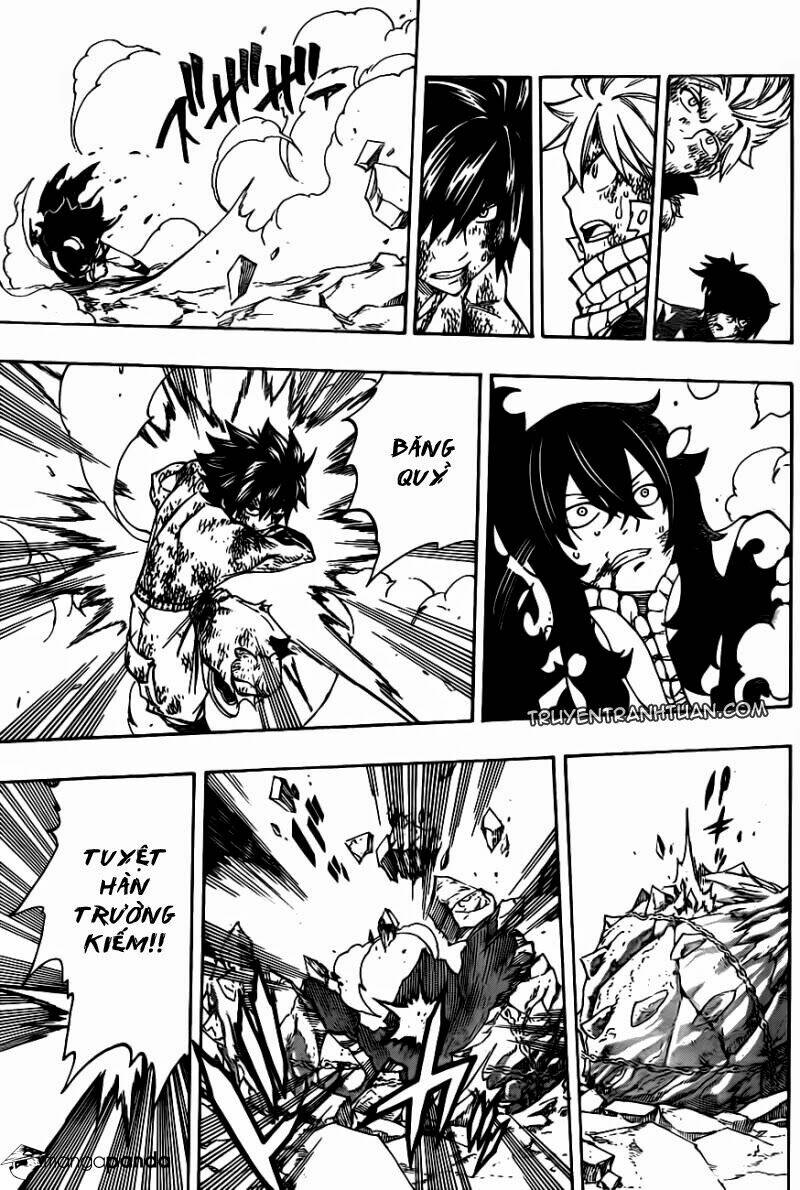 ズザザザ
BĂNG
QUỶ
TRUYENTRANHTUAN.COM
TUYỆT
HÀN
TRƯỜNG
KIẾM!!
mangapanda